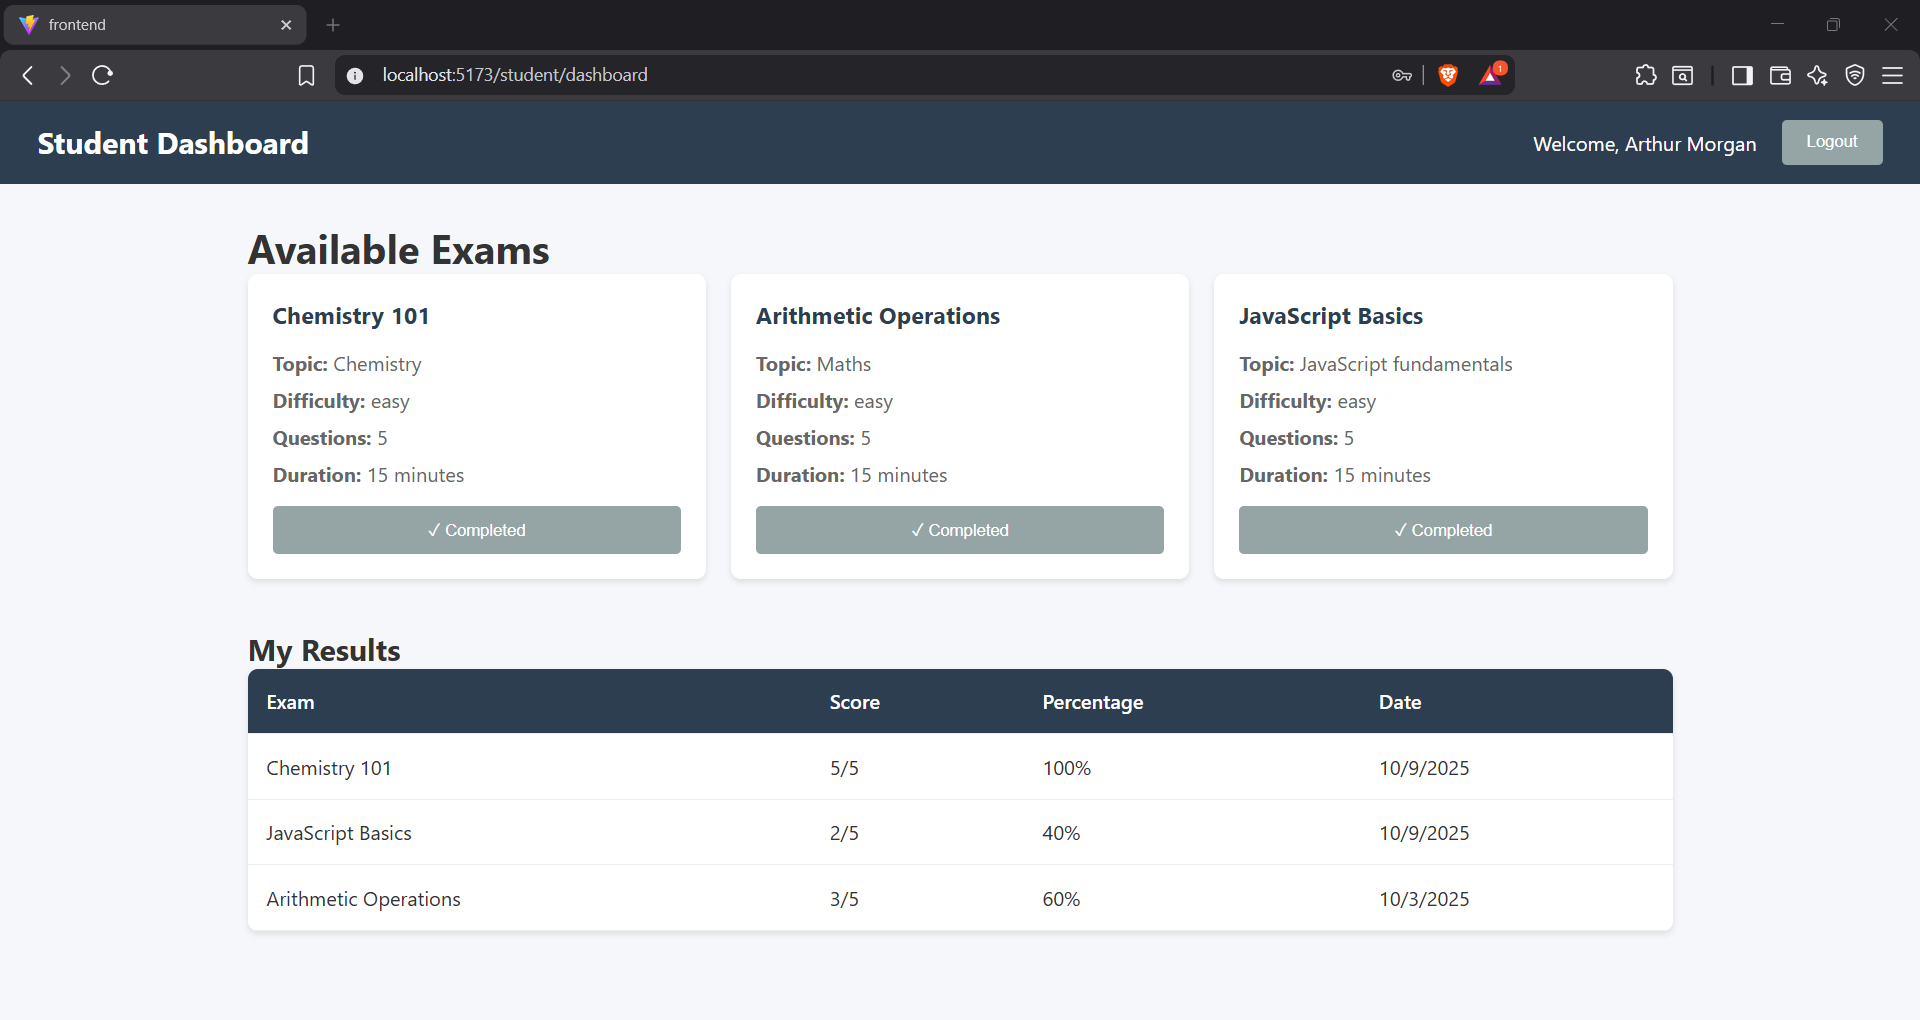 frontend
localhost:5173/student/dashboard
1
Student Dashboard
Welcome, Arthur Morgan
Logout
Available Exams
Chemistry 101
Topic: Chemistry
Difficulty: easy
Questions: 5
Duration: 15 minutes
✓ Completed
Arithmetic Operations
Topic: Maths
Difficulty: easy
Questions: 5
Duration: 15 minutes
✓ Completed
JavaScript Basics
Topic: JavaScript fundamentals
Difficulty: easy
Questions: 5
Duration: 15 minutes
✓ Completed
My Results
Exam Score Percentage Date
Chemistry 101 5/5 100% 10/9/2025
JavaScript Basics 2/5 40% 10/9/2025
Arithmetic Operations 3/5 60% 10/3/2025